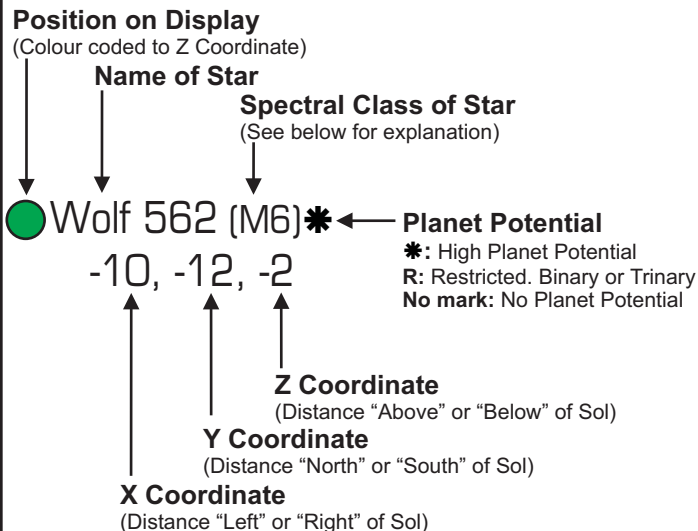 Position on Display
(Colour coded to Z Coordinate)
Name of Star
Spectral Class of Star
(See below for explanation)
Wolf 562 (M6)✱
-10, -12, -2
Planet Potential
✱: High Planet Potential
R: Restricted. Binary or Trinary
No mark: No Planet Potential
Z Coordinate
(Distance “Above” or “Below” of Sol)
Y Coordinate
(Distance “North” or “South” of Sol)
X Coordinate
(Distance “Left” or “Right” of Sol)